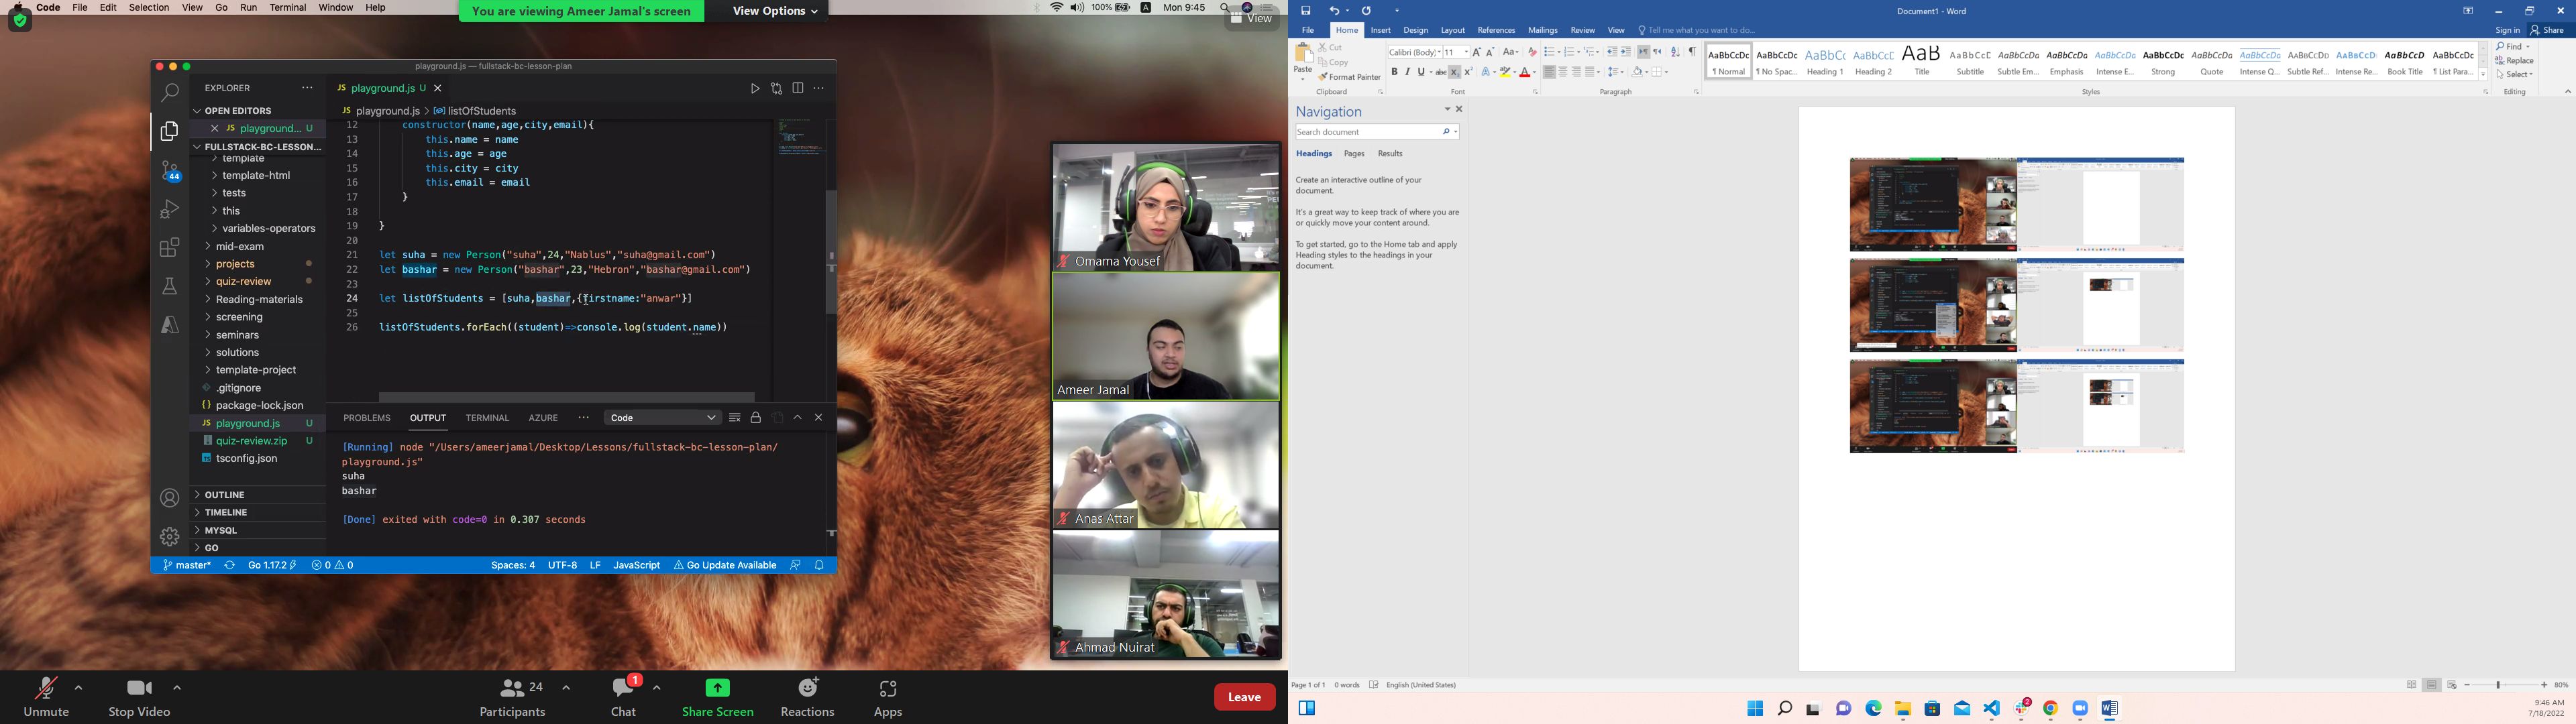 Code File Edit Selection View Go Run Terminal Window Help
You are viewing Ameer Jamal's screen View Options
100% A Mon 9:45
View
playground.js — fullstack-bc-lesson-plan
EXPLORER
OPEN EDITORS
playground... U
FULLSTACK-BC-LESSON...
template
template-html
tests
this
variables-operators
mid-exam
projects
quiz-review
Reading-materials
screening
seminars
solutions
template-project
.gitignore
package-lock.json
playground.js U
quiz-review.zip U
tsconfig.json
OUTLINE
TIMELINE
MYSQL
GO
44
JS playground.js U
JS playground.js > listOfStudents
12 constructor(name,age,city,email){
13 this.name = name
14 this.age = age
15 this.city = city
16 this.email = email
17 }
18
19 }
20
21 let suha = new Person("suha",24,"Nablus","suha@gmail.com")
22 let bashar = new Person("bashar",23,"Hebron","bashar@gmail.com")
23
24 let listOfStudents = [suha,bashar,{firstname:"anwar"}]
25
26 listOfStudents.forEach((student)=>console.log(student.name))
PROBLEMS OUTPUT TERMINAL AZURE Code
[Running] node "/Users/ameerjamal/Desktop/Lessons/fullstack-bc-lesson-plan/
playground.js"
suha
bashar
[Done] exited with code=0 in 0.307 seconds
master* Go 1.17.2 0 0 Spaces: 4 UTF-8 LF JavaScript Go Update Available
Omama Yousef
Ameer Jamal
Anas Attar
Ahmad Nuirat
24 1
Unmute Stop Video Participants Chat Share Screen Reactions Apps Leave
Document1 - Word
File Home Insert Design Layout References Mailings Review View Tell me what you want to do... Sign in Share
Paste
Cut
Copy
Format Painter
Calibri (Body) 11
AaBbCcDc AaBbCcDc AaBbCc AaBbCcE AaB AaBbCcC AaBbCcDa AaBbCcDa AaBbCcDa AaBbCcDc AaBbCcDa AaBbCcDa AABBCCDD AABBCCD AaBbCcD AaBbCcDc
¶ Normal ¶ No Spac... Heading 1 Heading 2 Title Subtitle Subtle Em... Emphasis Intense E... Strong Quote Intense Q... Subtle Ref... Intense Re... Book Title ¶ List Para...
Find
Replace
Select
Clipboard Font Paragraph Styles Editing
Navigation
Search document
Headings Pages Results
Create an interactive outline of your
document.
It's a great way to keep track of where you are
or quickly move your content around.
To get started, go to the Home tab and apply
Heading styles to the headings in your
document.
Page 1 of 1 0 words English (United States) 80%
2
9:46 AM
7/18/2022